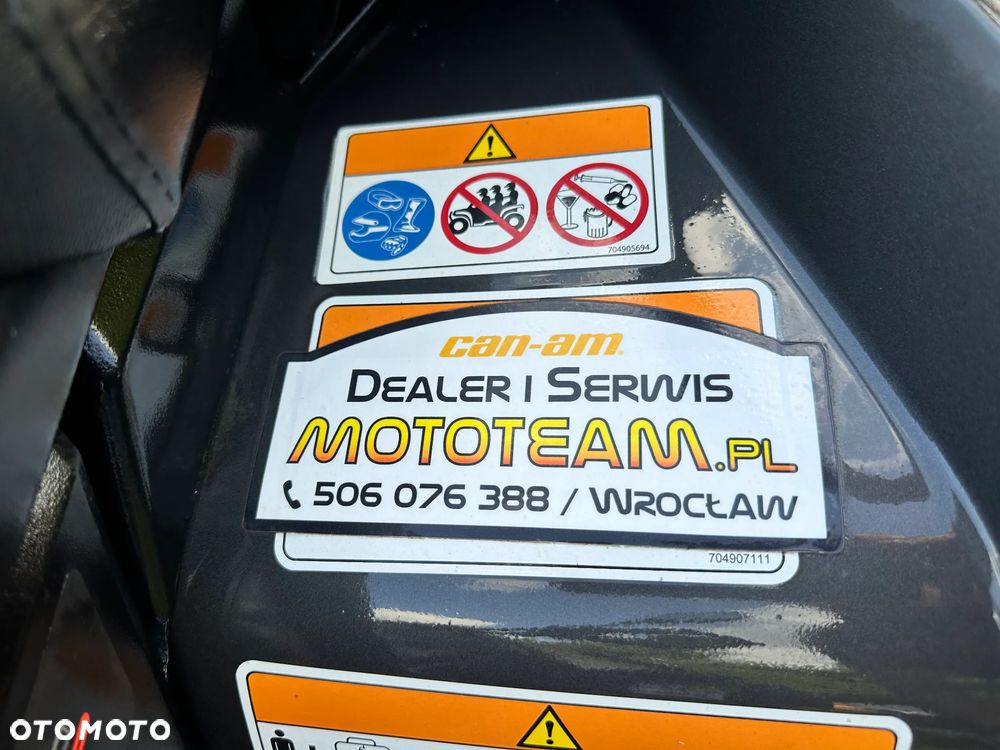 704905694
can-am
DEALER I SERWIS
MOTOTEAM.PL
506 076 388 / WROCŁAW
704907111
OTOMOTO